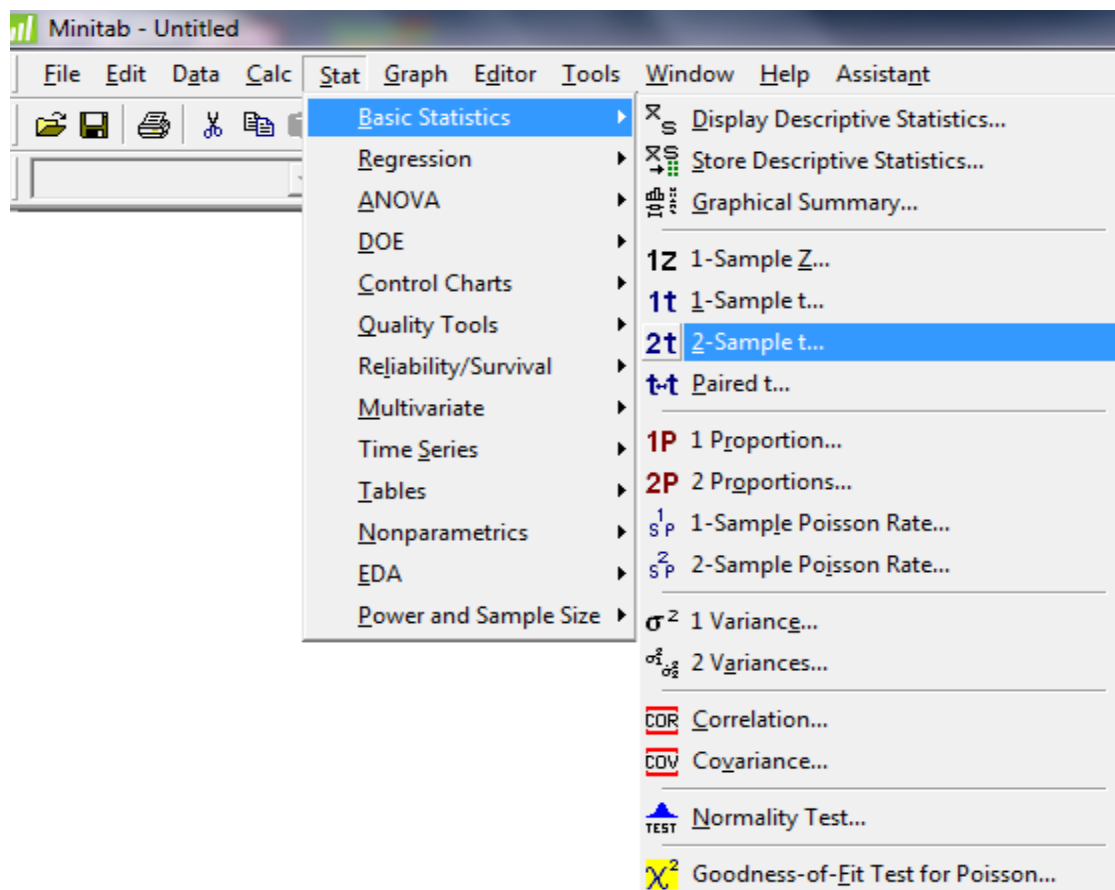 Minitab - Untitled
File Edit Data Calc Stat Graph Editor Tools Window Help Assistant
Basic Statistics
Regression
ANOVA
DOE
Control Charts
Quality Tools
Reliability/Survival
Multivariate
Time Series
Tables
Nonparametrics
EDA
Power and Sample Size
X S Display Descriptive Statistics...
X S Store Descriptive Statistics...
Graphical Summary...
1Z 1-Sample Z...
1t 1-Sample t...
2t 2-Sample t...
t-t Paired t...
1P 1 Proportion...
2P 2 Proportions...
S 1 P 1-Sample Poisson Rate...
S 2 P 2-Sample Poisson Rate...
σ² 1 Variance...
σ²₁ σ²₂ 2 Variances...
COR Correlation...
COV Covariance...
TEST Normality Test...
χ² Goodness-of-Fit Test for Poisson...